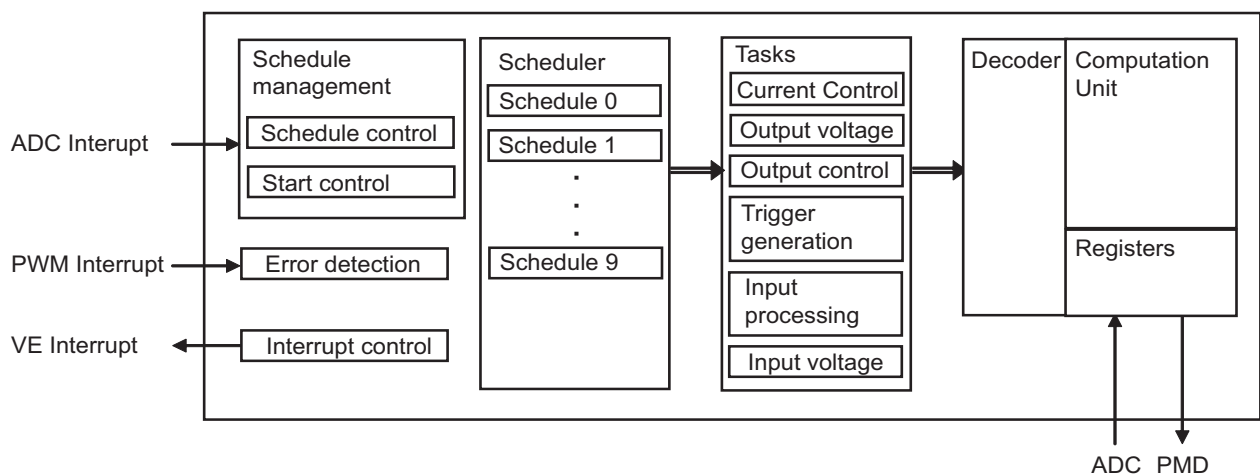 ADC Interupt
PWM Interrupt
VE Interrupt
Schedule
management
Schedule control
Start control
Error detection
Interrupt control
Scheduler
Schedule 0
Schedule 1
Schedule 9
Tasks
Current Control
Output voltage
Output control
Trigger
generation
Input
processing
Input voltage
Decoder
Computation
Unit
Registers
ADC
PMD